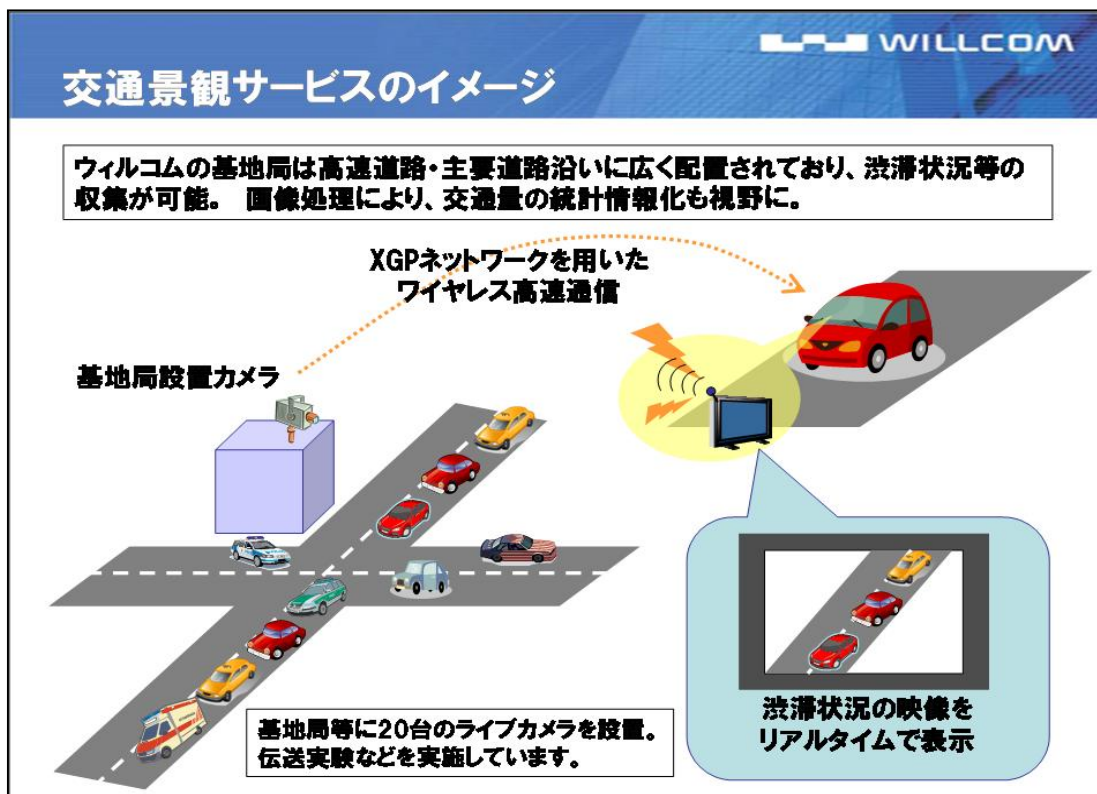 WILLCOM
交通景観サービスのイメージ
ウィルコムの基地局は高速道路・主要道路沿いに広く配置されており、渋滞状況等の
収集が可能。 画像処理により、交通量の統計情報化も視野に。
XGPネットワークを用いた
ワイヤレス高速通信
基地局設置カメラ
基地局等に20台のライブカメラを設置。
伝送実験などを実施しています。
渋滞状況の映像を
リアルタイムで表示